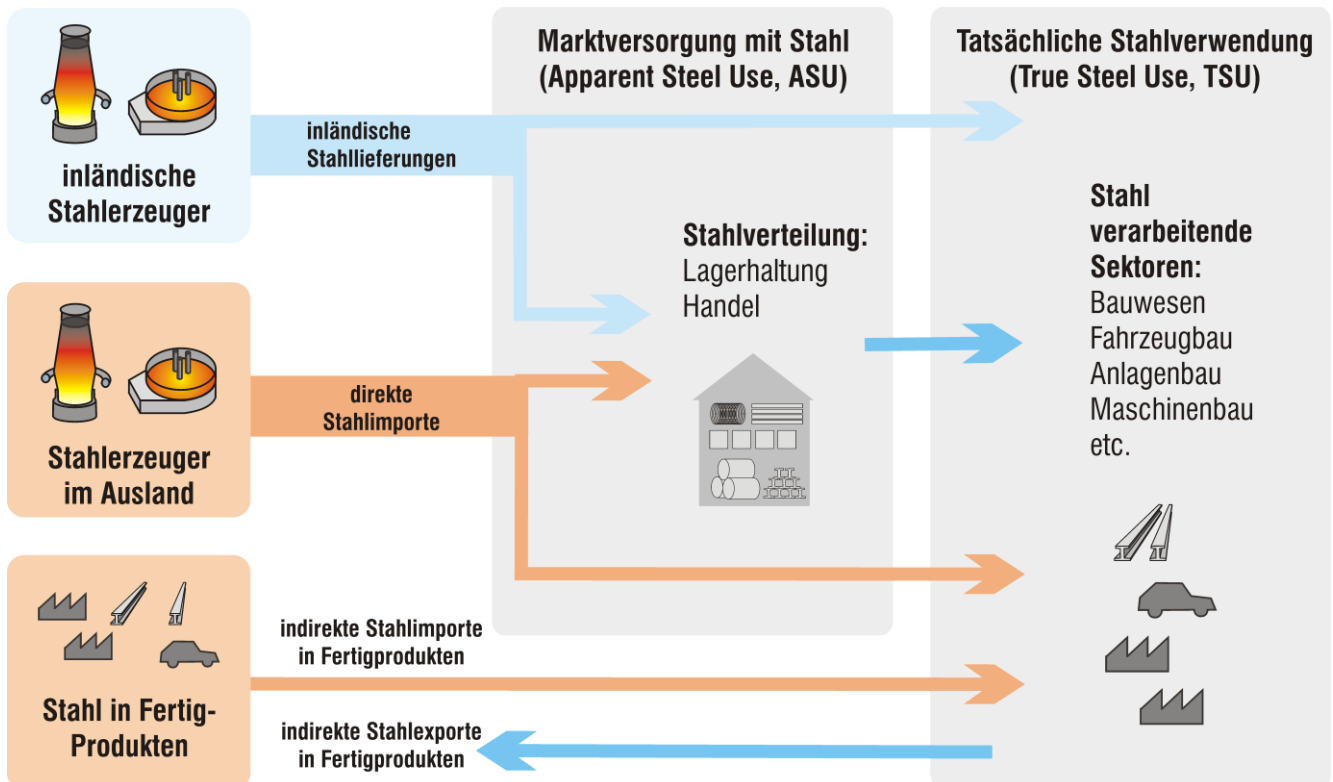 Marktversorgung mit Stahl
(Apparent Steel Use, ASU)
Tatsächliche Stahlverwendung
(True Steel Use, TSU)
inländische
Stahlerzeuger
inländische
Stahllieferungen
Stahlverteilung:
Lagerhaltung
Handel
Stahl
verarbeitende
Sektoren:
Bauwesen
Fahrzeugbau
Anlagenbau
Maschinenbau
etc.
Stahlerzeuger
im Ausland
direkte
Stahlimporte
Stahl in Fertig-
Produkten
indirekte Stahlimporte
in Fertigprodukten
indirekte Stahlexporte
in Fertigprodukten